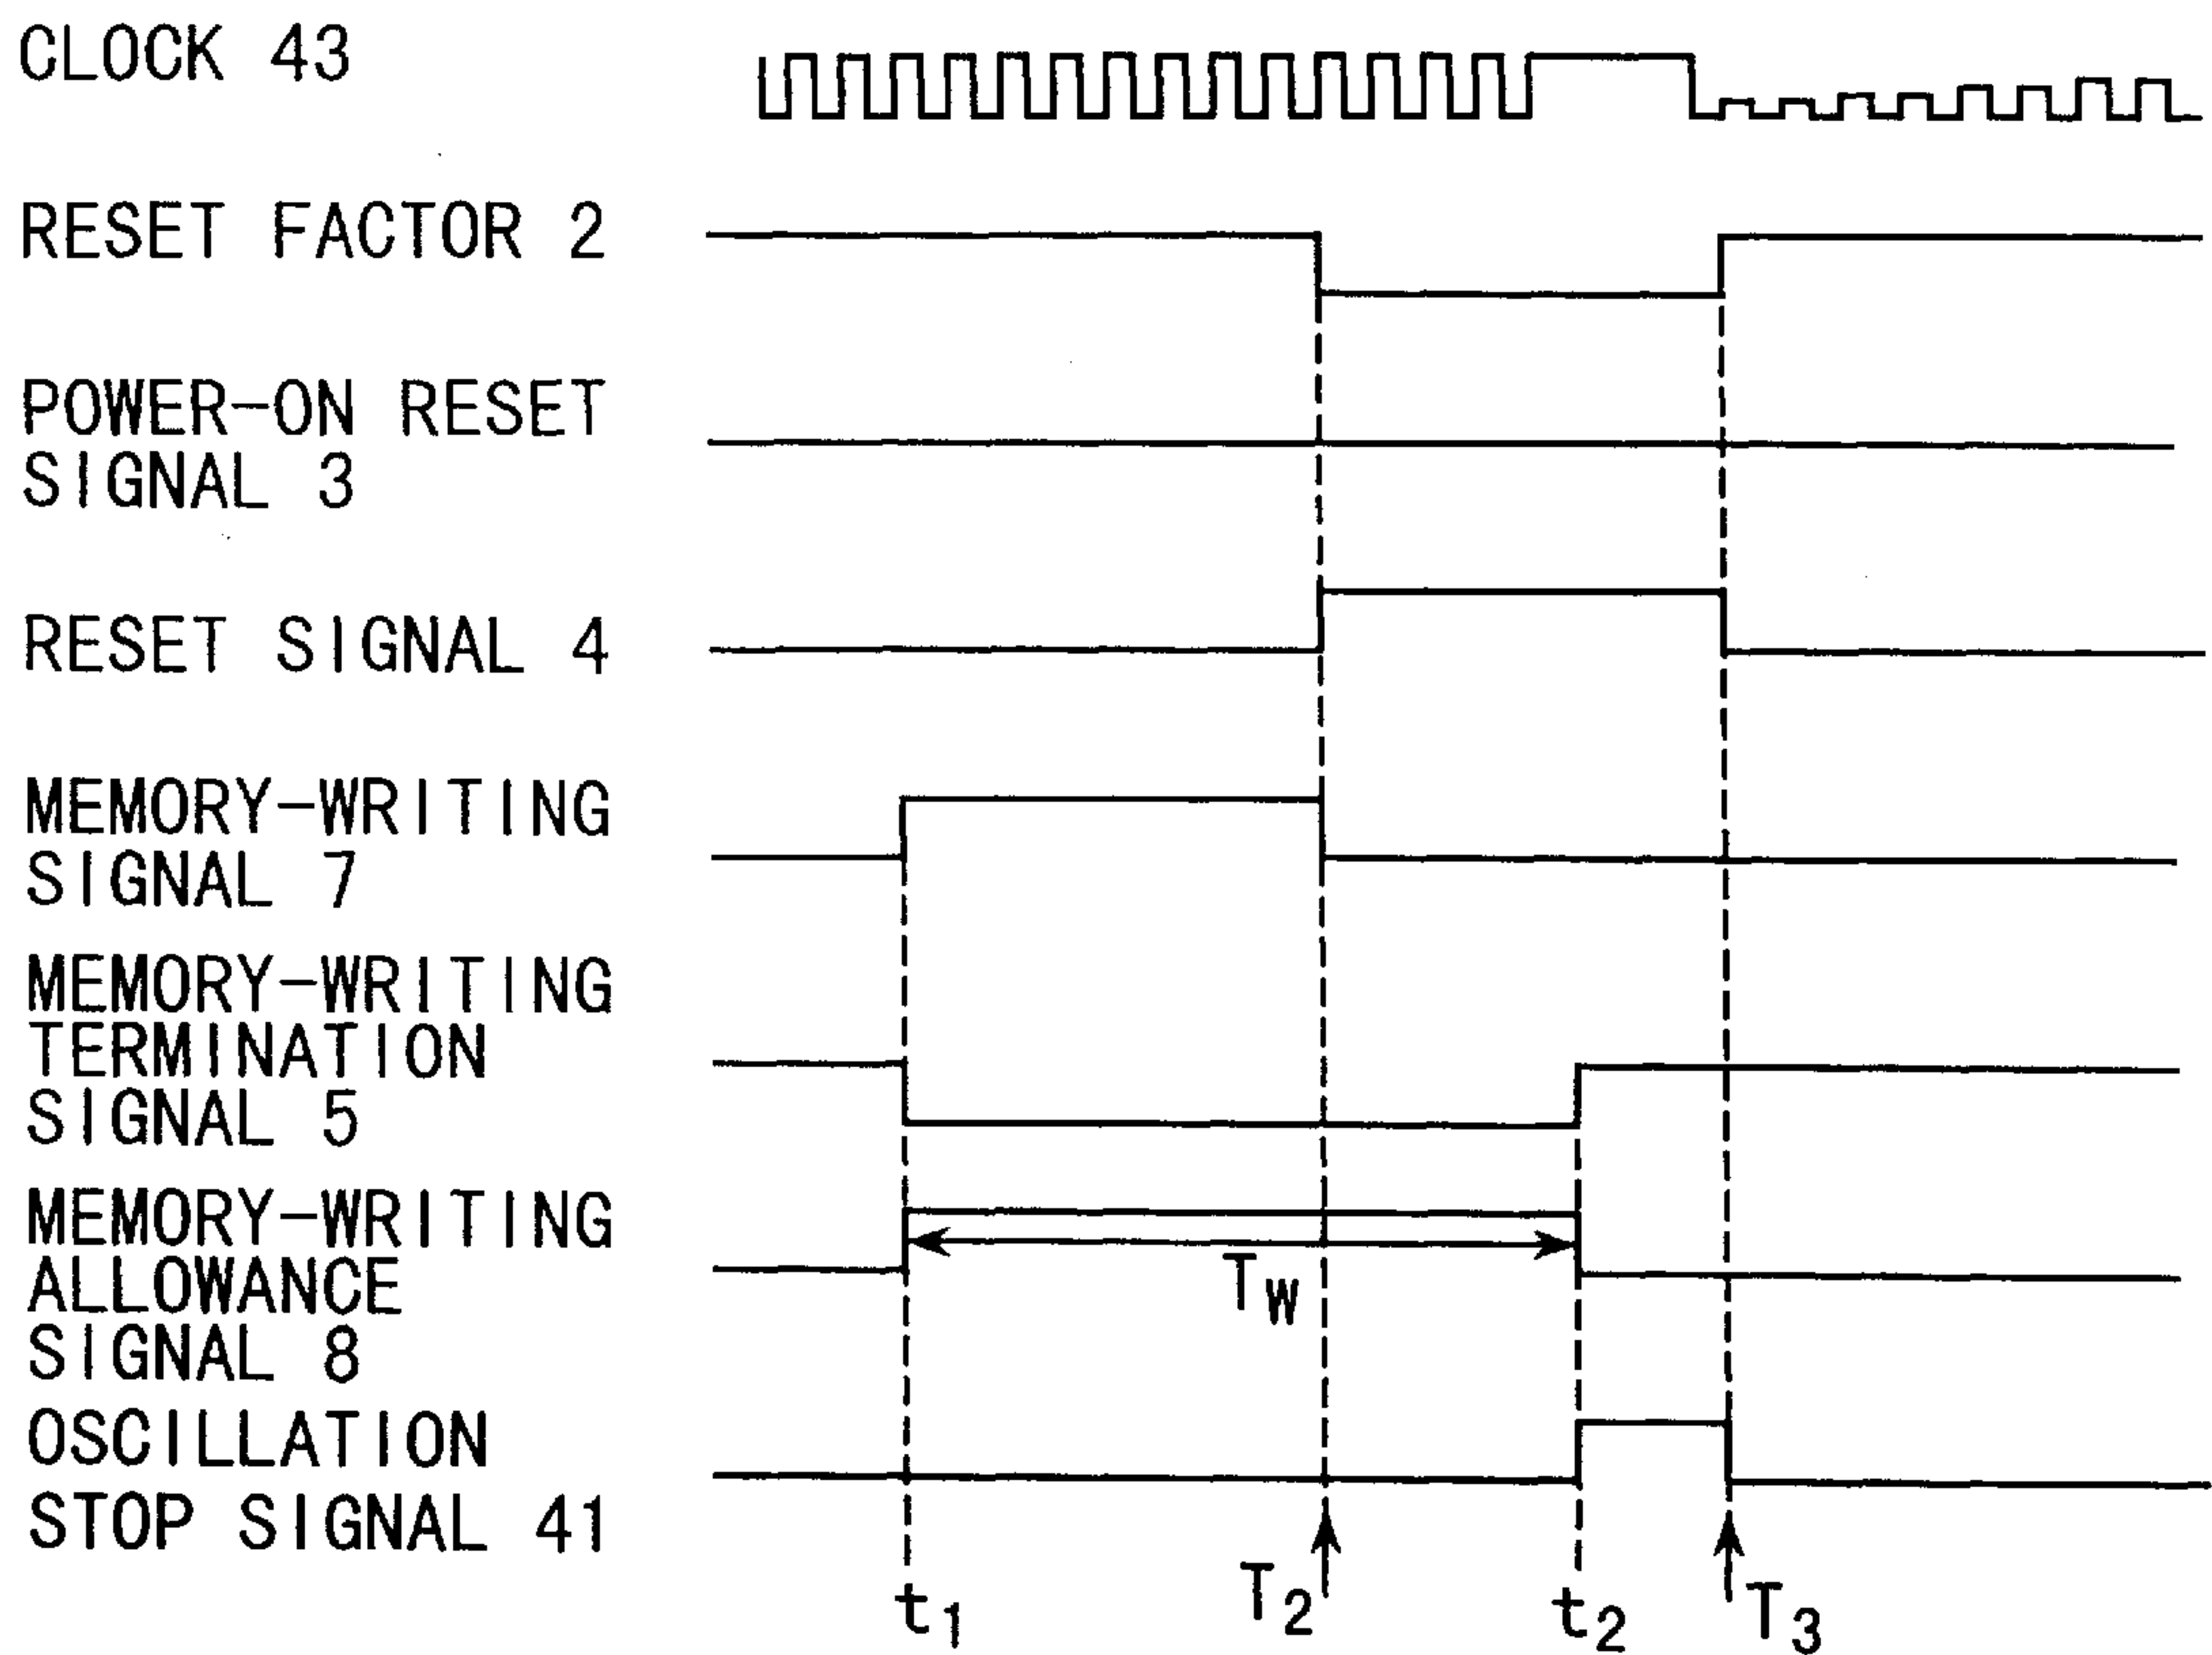 CLOCK 43
RESET FACTOR 2
POWER-ON RESET
SIGNAL 3
RESET SIGNAL 4
MEMORY-WRITING
SIGNAL 7
MEMORY-WRITING
TERMINATION
SIGNAL 5
MEMORY-WRITING
ALLOWANCE
SIGNAL 8
TW
OSCILLATION
STOP SIGNAL 41
t1 T2 t2 T3